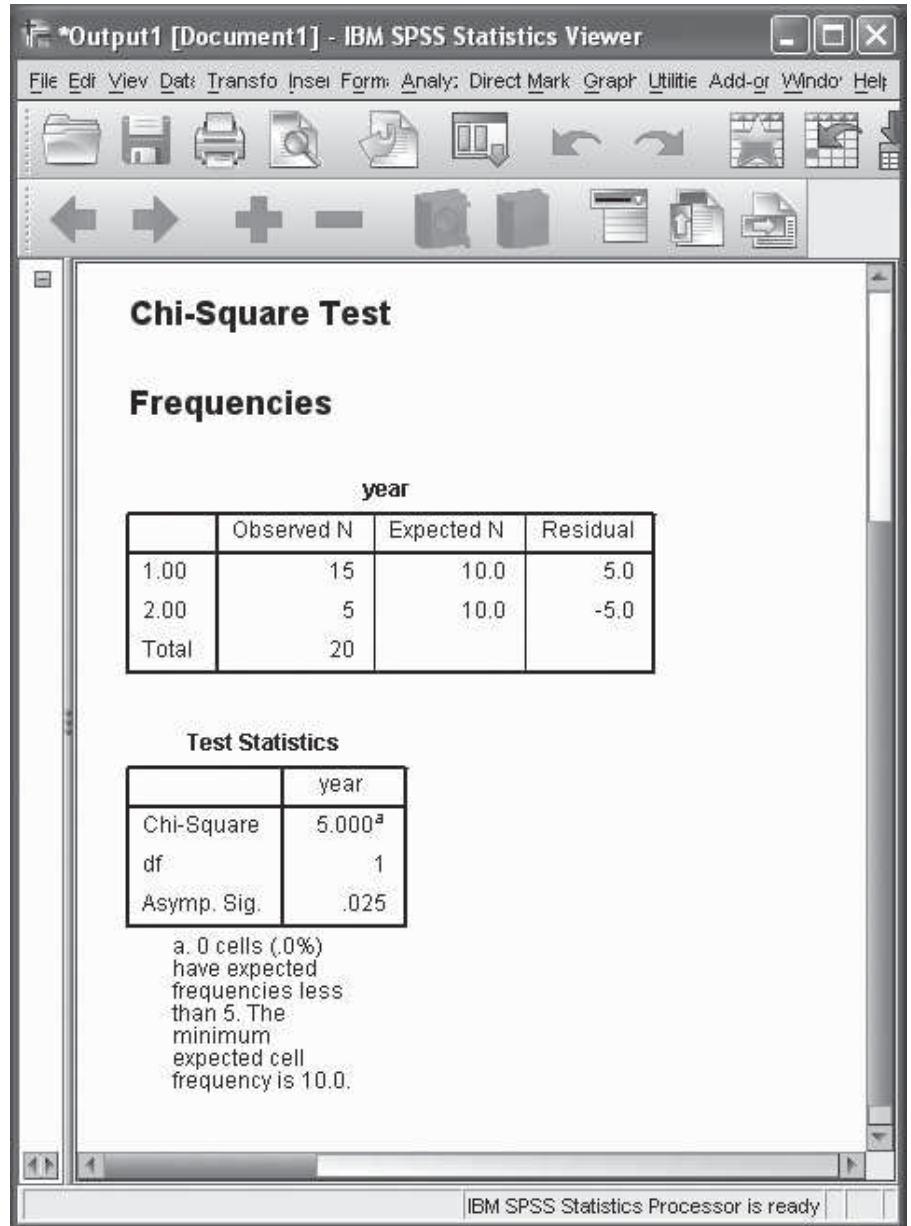 *Output1 [Document1] - IBM SPSS Statistics Viewer
File Edi Viev Data Transfo Inser Form Analyz Direct Mark Graph Utilitie Add-or Windo Help
Chi-Square Test
Frequencies
year
Observed N Expected N Residual
1.00 15 10.0 5.0
2.00 5 10.0 -5.0
Total 20
Test Statistics
year
Chi-Square 5.000a
df 1
Asymp. Sig. .025
a. 0 cells (.0%)
have expected
frequencies less
than 5. The
minimum
expected cell
frequency is 10.0.
IBM SPSS Statistics Processor is ready